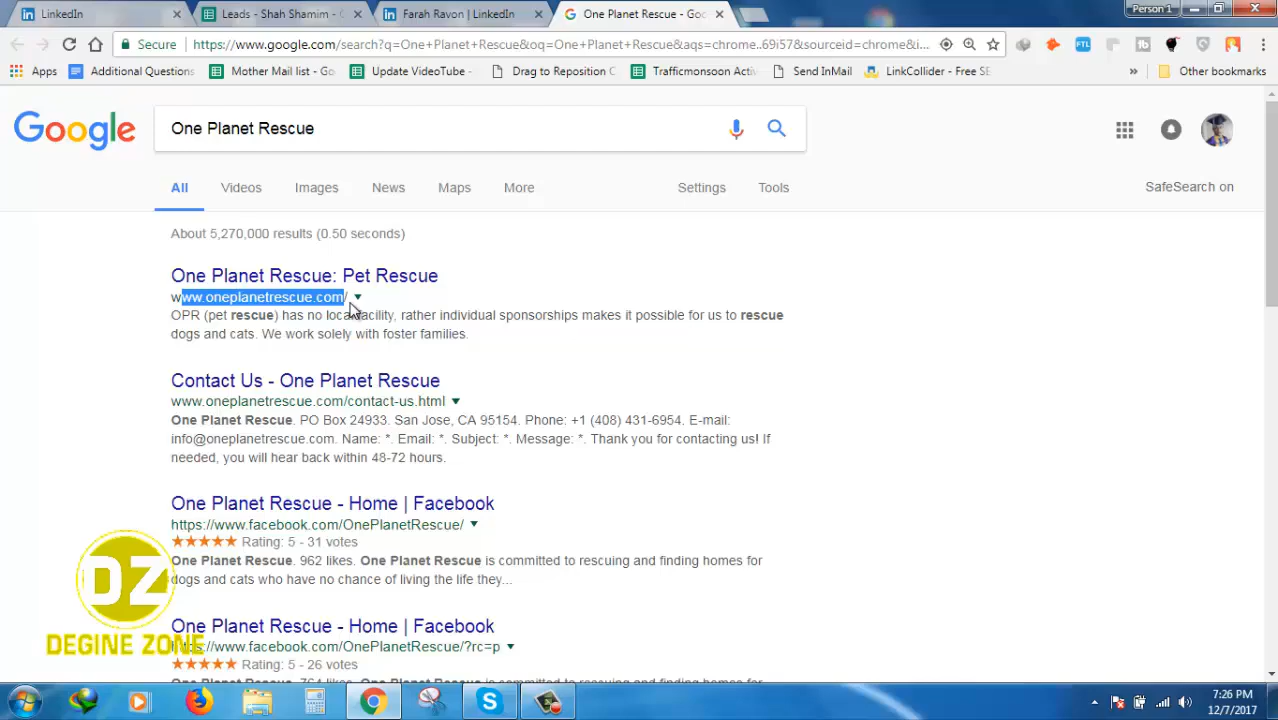 LinkedIn
Leads - Shah Shamim - G
Farah Ravon | LinkedIn
One Planet Rescue - Goo
Person 1
Secure
https://www.google.com/search?q=One+Planet+Rescue&oq=One+Planet+Rescue&aqs=chrome..69i57&sourceid=chrome&i...
Apps
Additional Questions
Mother Mail list - Go
Update VideoTube -
Drag to Reposition C
Trafficmonsoon Acti
Send InMail
LinkCollider - Free SE
»
Other bookmarks
Google
One Planet Rescue
All
Videos
Images
News
Maps
More
Settings
Tools
SafeSearch on
About 5,270,000 results (0.50 seconds)
One Planet Rescue: Pet Rescue
www.oneplanetrescue.com/
OPR (pet rescue) has no local facility, rather individual sponsorships makes it possible for us to rescue
dogs and cats. We work solely with foster families.
Contact Us - One Planet Rescue
www.oneplanetrescue.com/contact-us.html
One Planet Rescue. PO Box 24933. San Jose, CA 95154. Phone: +1 (408) 431-6954. E-mail:
info@oneplanetrescue.com. Name: *. Email: *. Subject: *. Message: *. Thank you for contacting us! If
needed, you will hear back within 48-72 hours.
One Planet Rescue - Home | Facebook
https://www.facebook.com/OnePlanetRescue/
Rating: 5 - 31 votes
One Planet Rescue. 962 likes. One Planet Rescue is committed to rescuing and finding homes for
dogs and cats who have no chance of living the life they...
One Planet Rescue - Home | Facebook
https://www.facebook.com/OnePlanetRescue/?rc=p
Rating: 5 - 26 votes
DZ
DEGINE ZONE
7:26 PM
12/7/2017